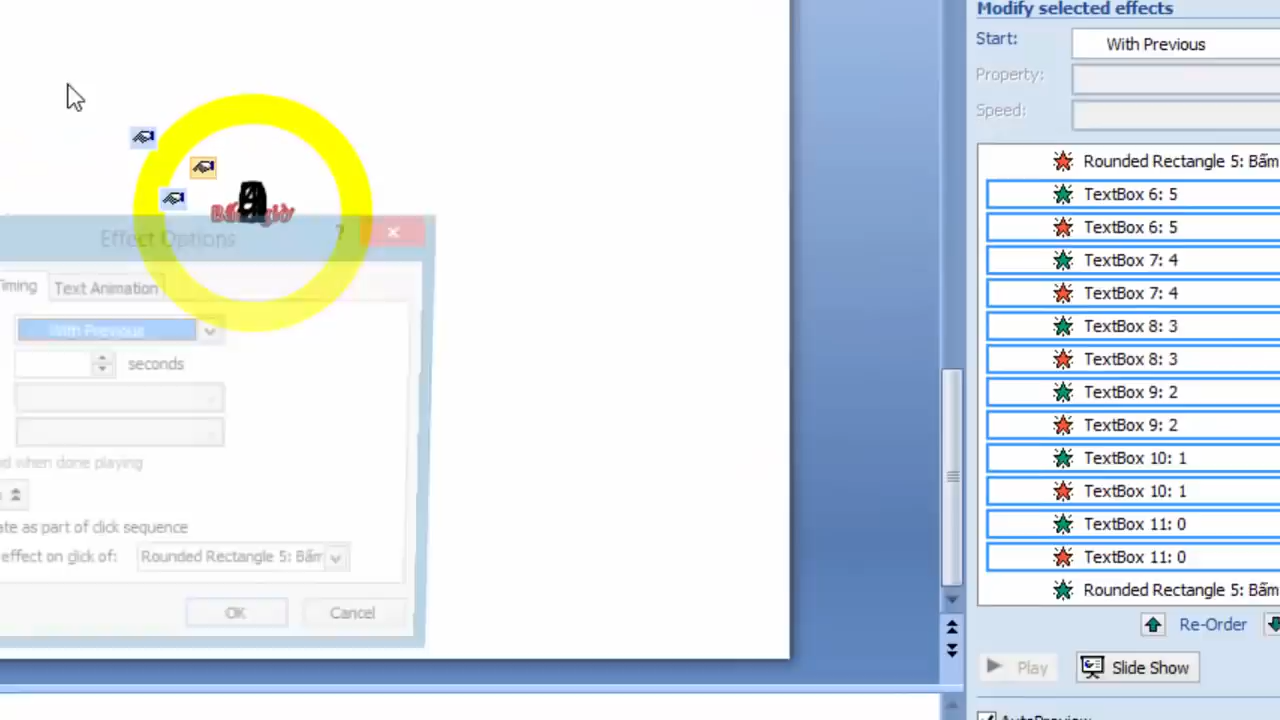 Modify selected effects
Start:
With Previous
Property:
Speed:
Rounded Rectangle 5: Bấm
TextBox 6: 5
TextBox 6: 5
TextBox 7: 4
TextBox 7: 4
TextBox 8: 3
TextBox 8: 3
TextBox 9: 2
TextBox 9: 2
TextBox 10: 1
TextBox 10: 1
TextBox 11: 0
TextBox 11: 0
Rounded Rectangle 5: Bấm
Re-Order
Play
Slide Show
AutoPreview
giờ
Effect Options
?
Timing
Text Animation
With Previous
seconds
d when done playing
ate as part of click sequence
effect on click of:
Rounded Rectangle 5: Bấm
OK
Cancel